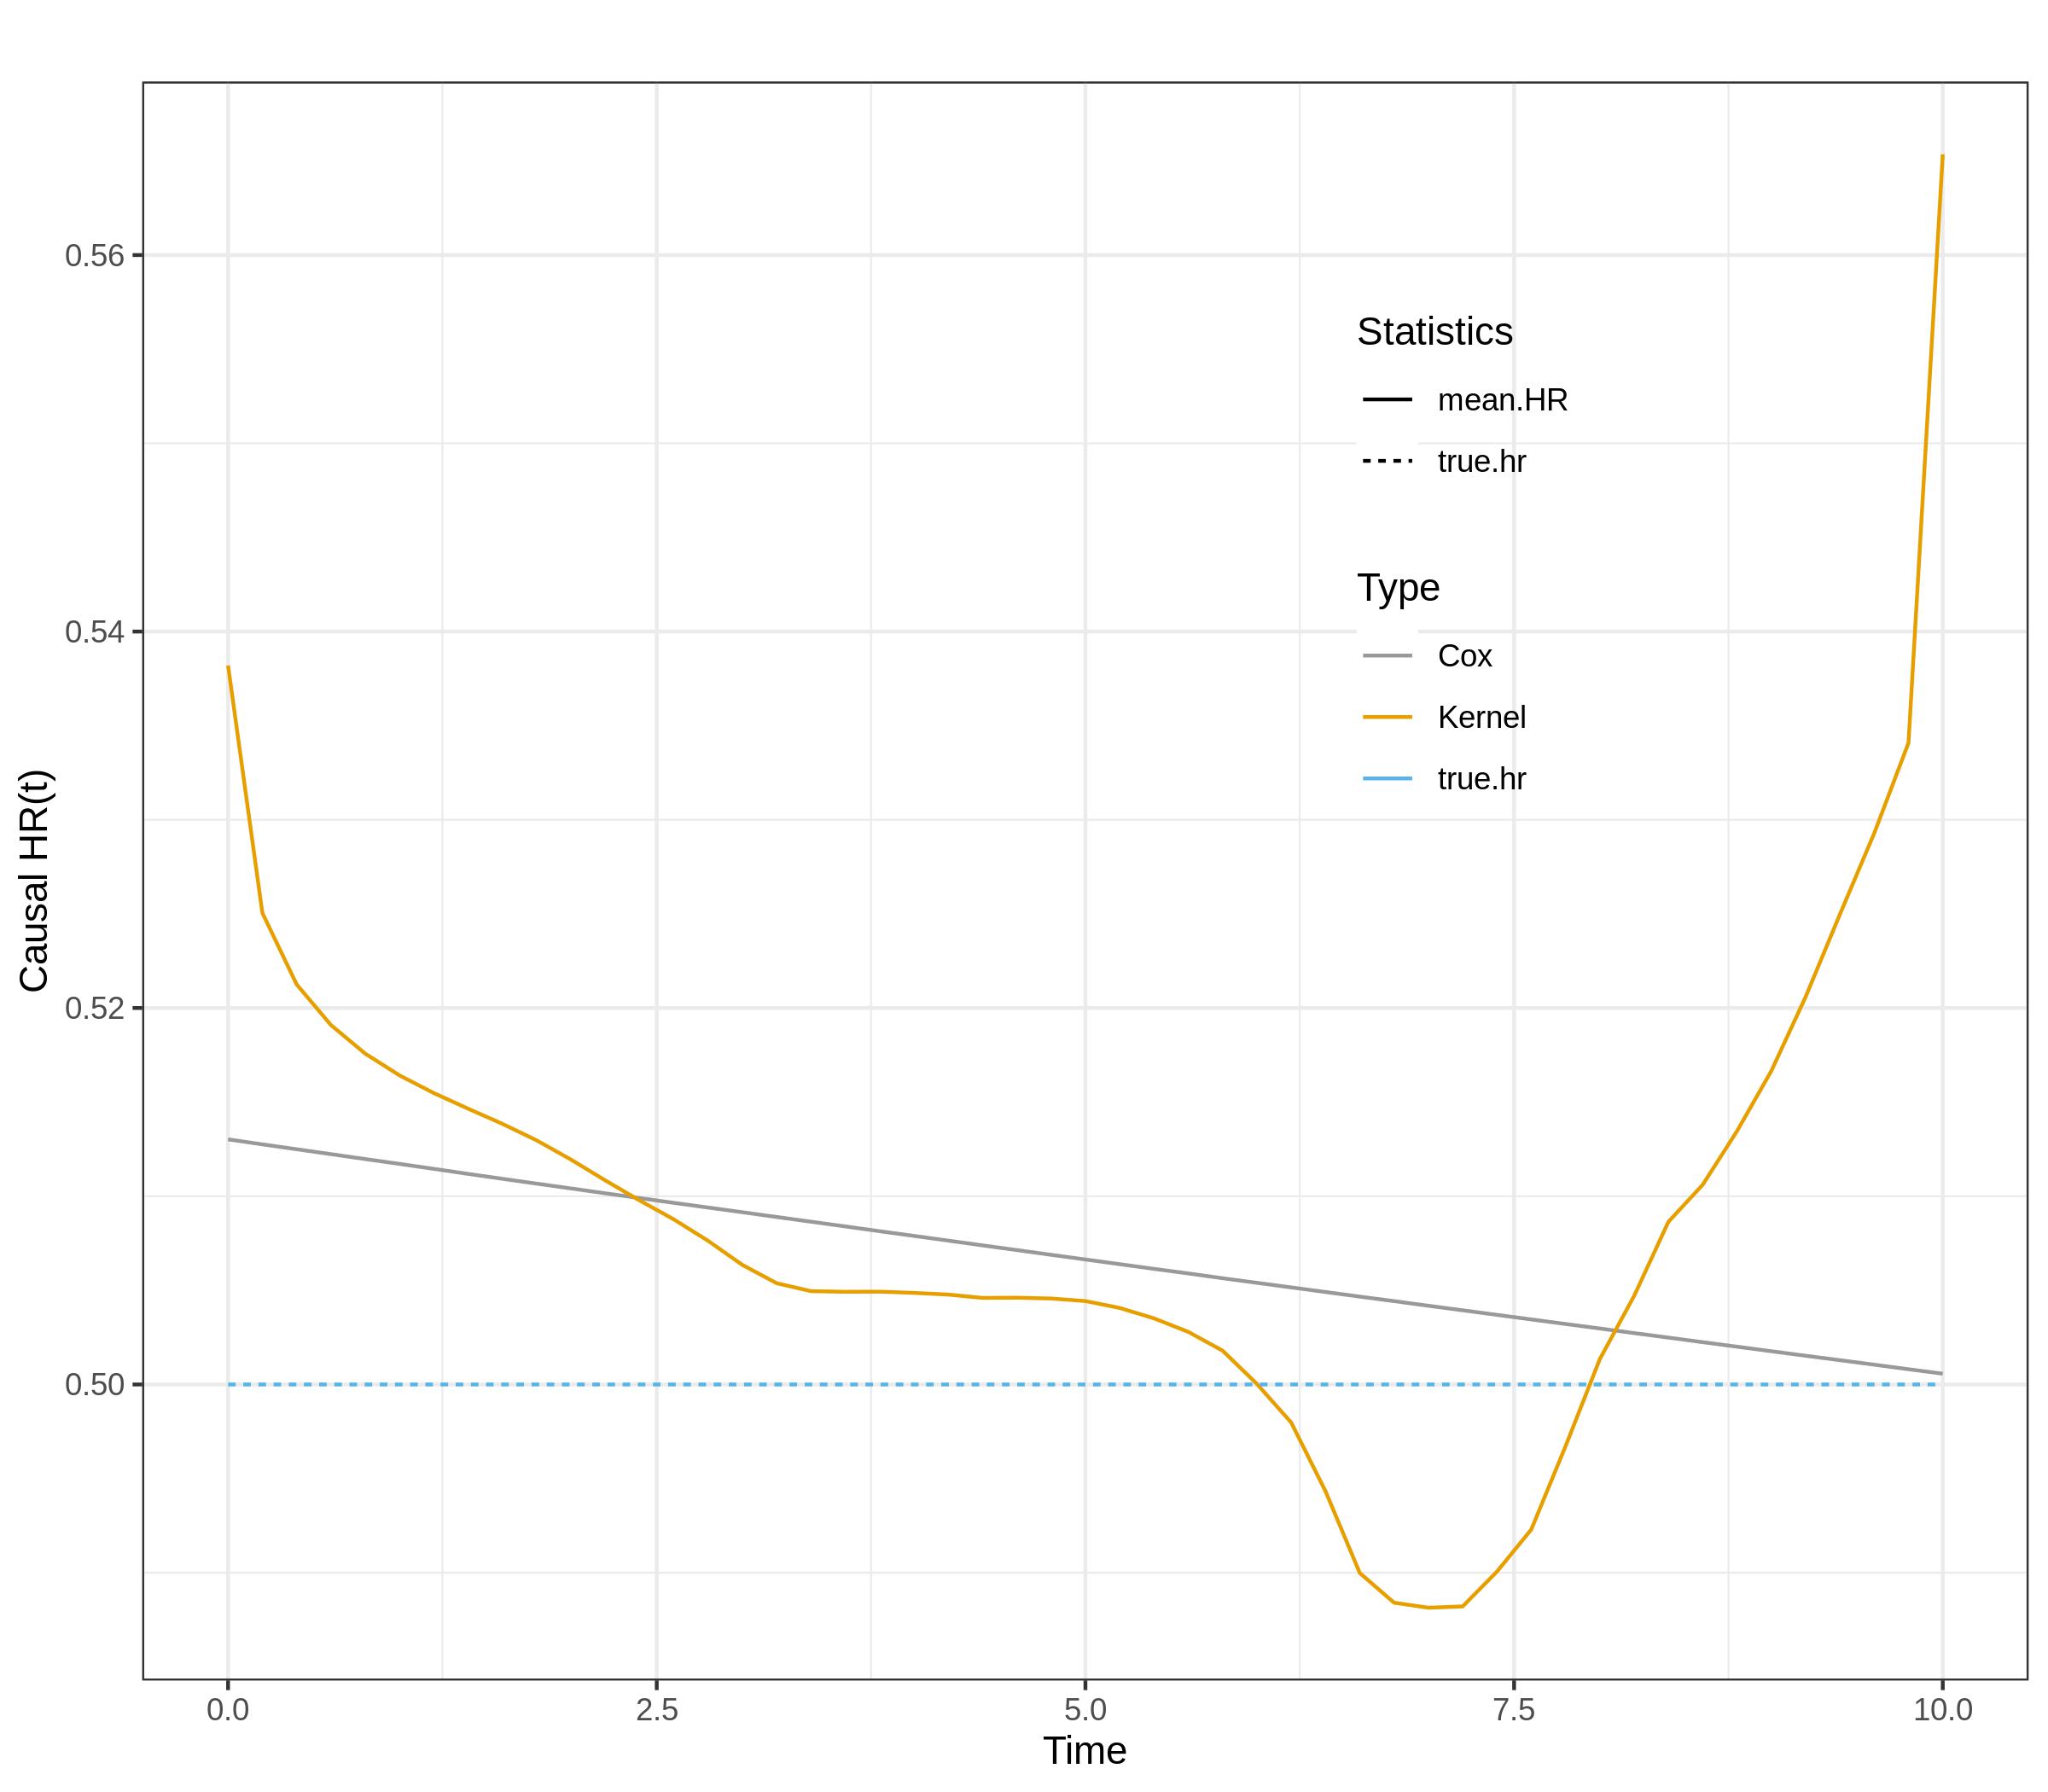 Causal HR(t)
0.56
0.54
0.52
0.50
Statistics
mean.HR
true.hr
Type
Cox
Kernel
true.hr
0.0 2.5 5.0 7.5 10.0
Time